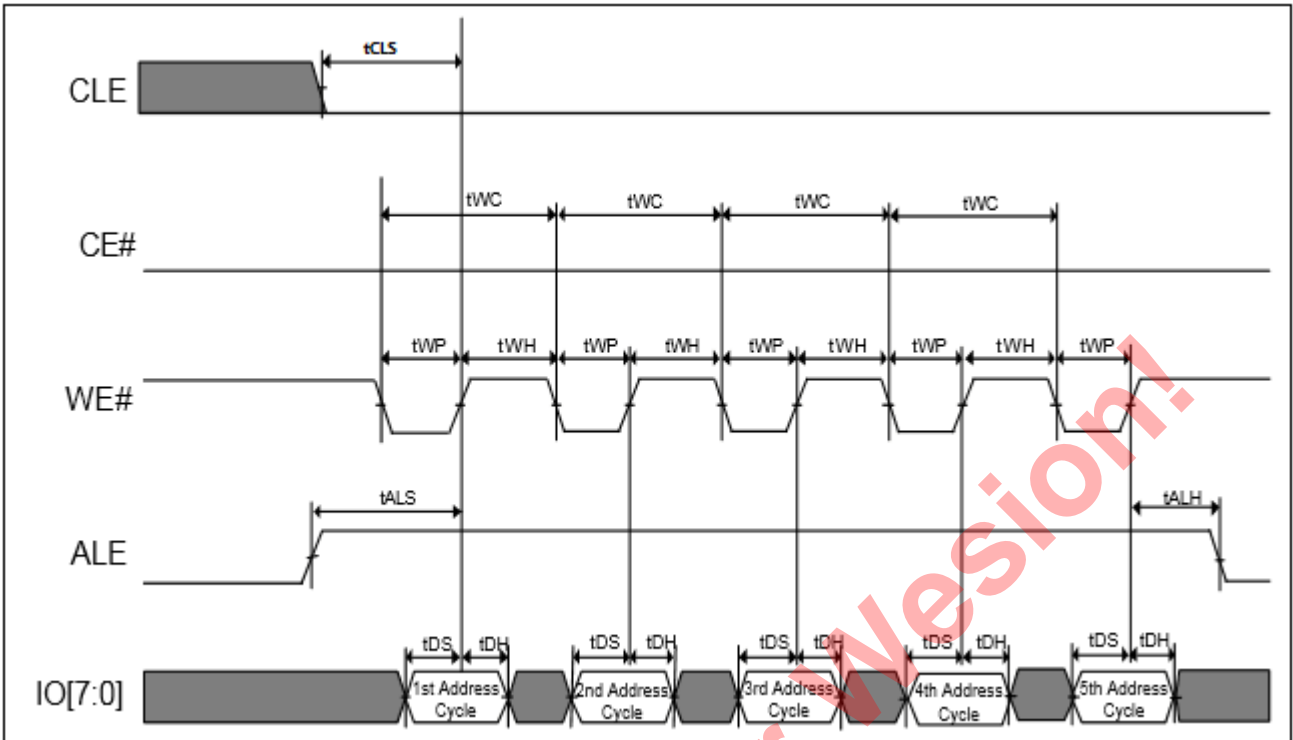 tCLS
CLE
tWC tWC tWC tWC
CE#
tWP tWH tWP tWH tWP tWH tWP tWH tWP
WE#
tALS tALH
ALE
tDS tDH tDS tDH tDS tDH tDS tDH tDS tDH
IO[7:0]
1st Address Cycle
2nd Address Cycle
3rd Address Cycle
4th Address Cycle
5th Address Cycle
Wesion!